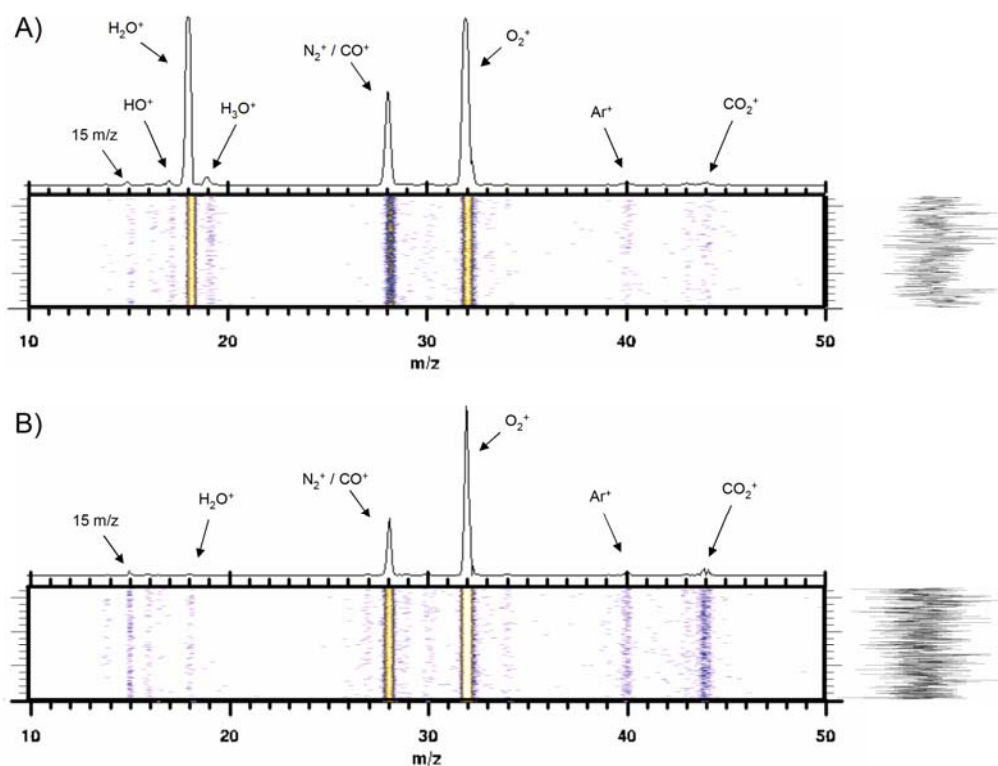 A)
H₂O⁺
N₂⁺ / CO⁺
O₂⁺
HO⁺
H₃O⁺
15 m/z
Ar⁺
CO₂⁺
10 20 30 40 50
m/z
B)
O₂⁺
N₂⁺ / CO⁺
H₂O⁺
15 m/z
Ar⁺
CO₂⁺
10 20 30 40 50
m/z